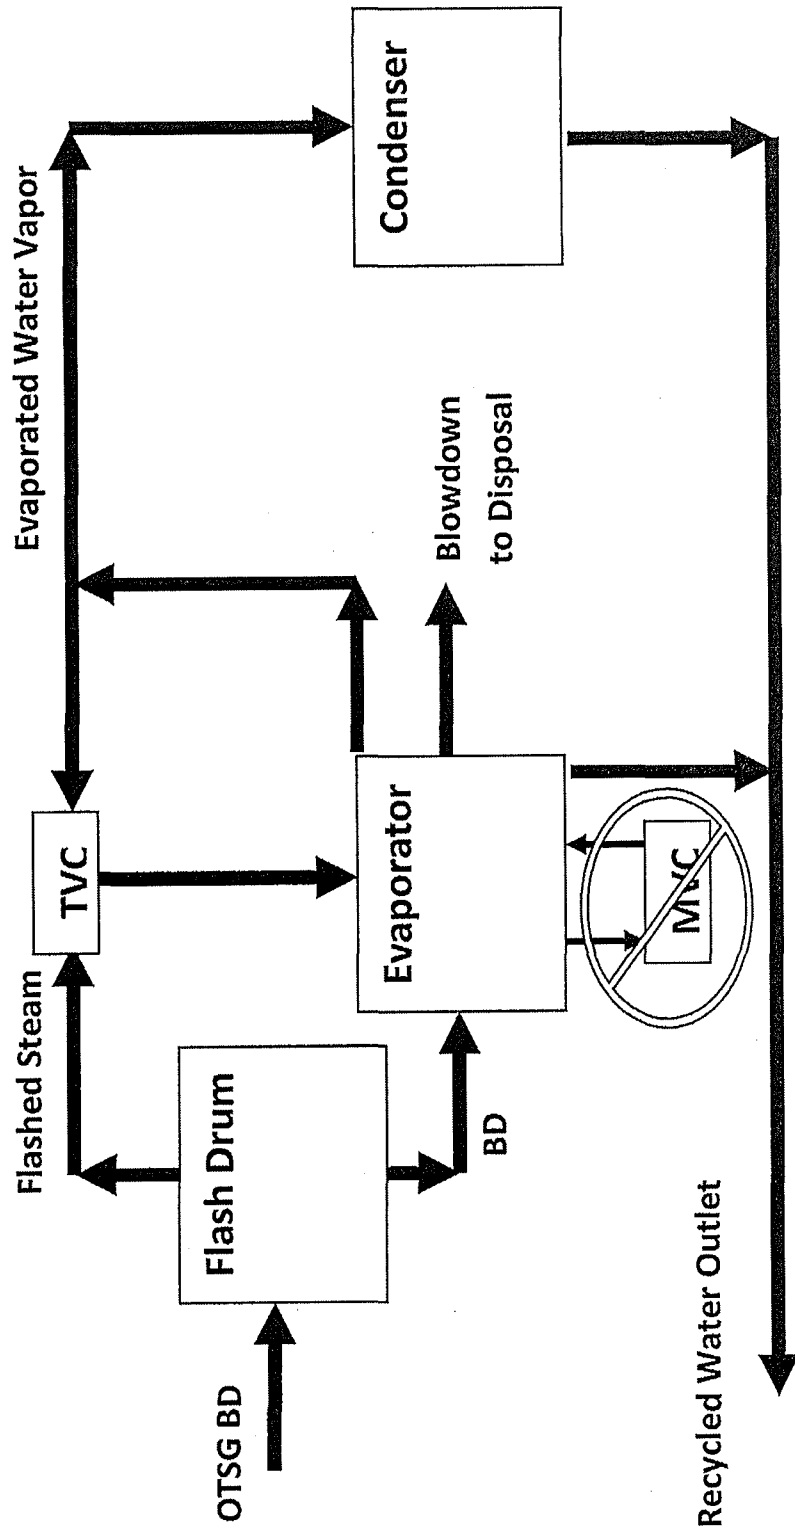 Flashed Steam
TVC
Evaporated Water Vapor
OTSG BD
Flash Drum
Evaporator
Condenser
BD
Blowdown
to Disposal
MVC
Recycled Water Outlet